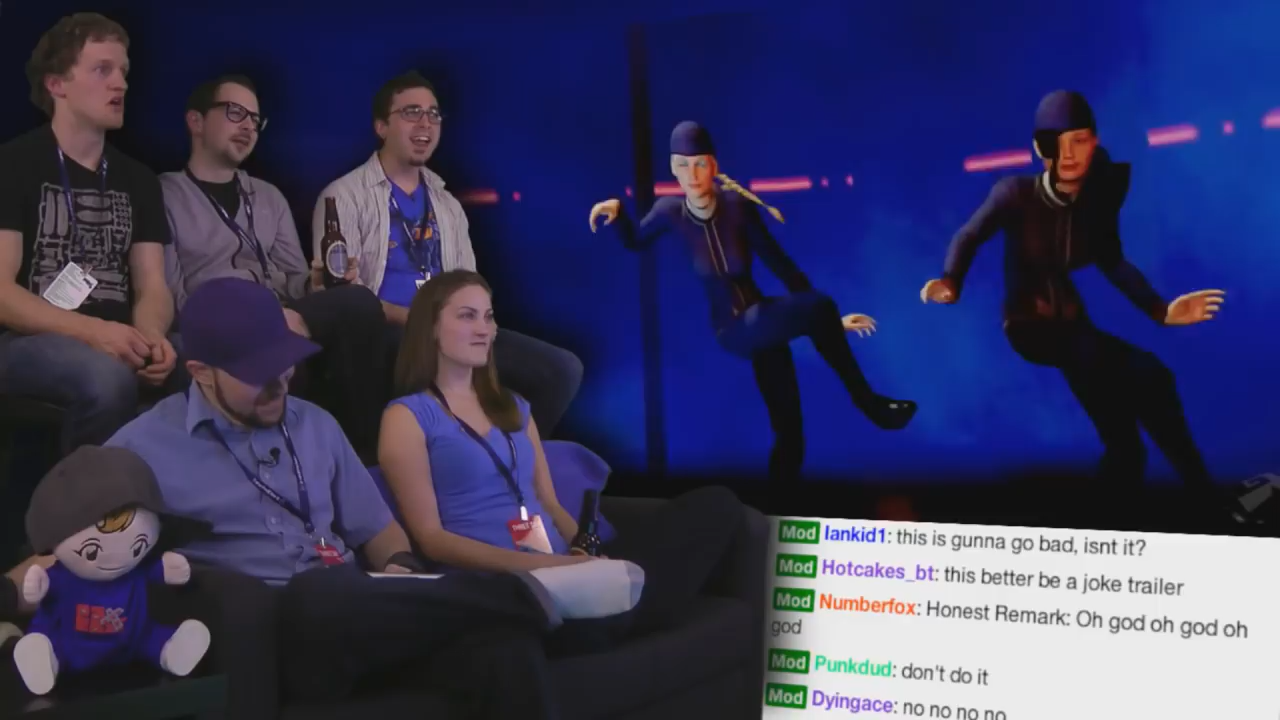 Mod Iankid1: this is gunna go bad, isnt it?
Mod Hotcakes_bt: this better be a joke trailer
Mod Numberfox: Honest Remark: Oh god oh god oh
god
Mod Punkdud: don't do it
Mod Dyingace: no no no no